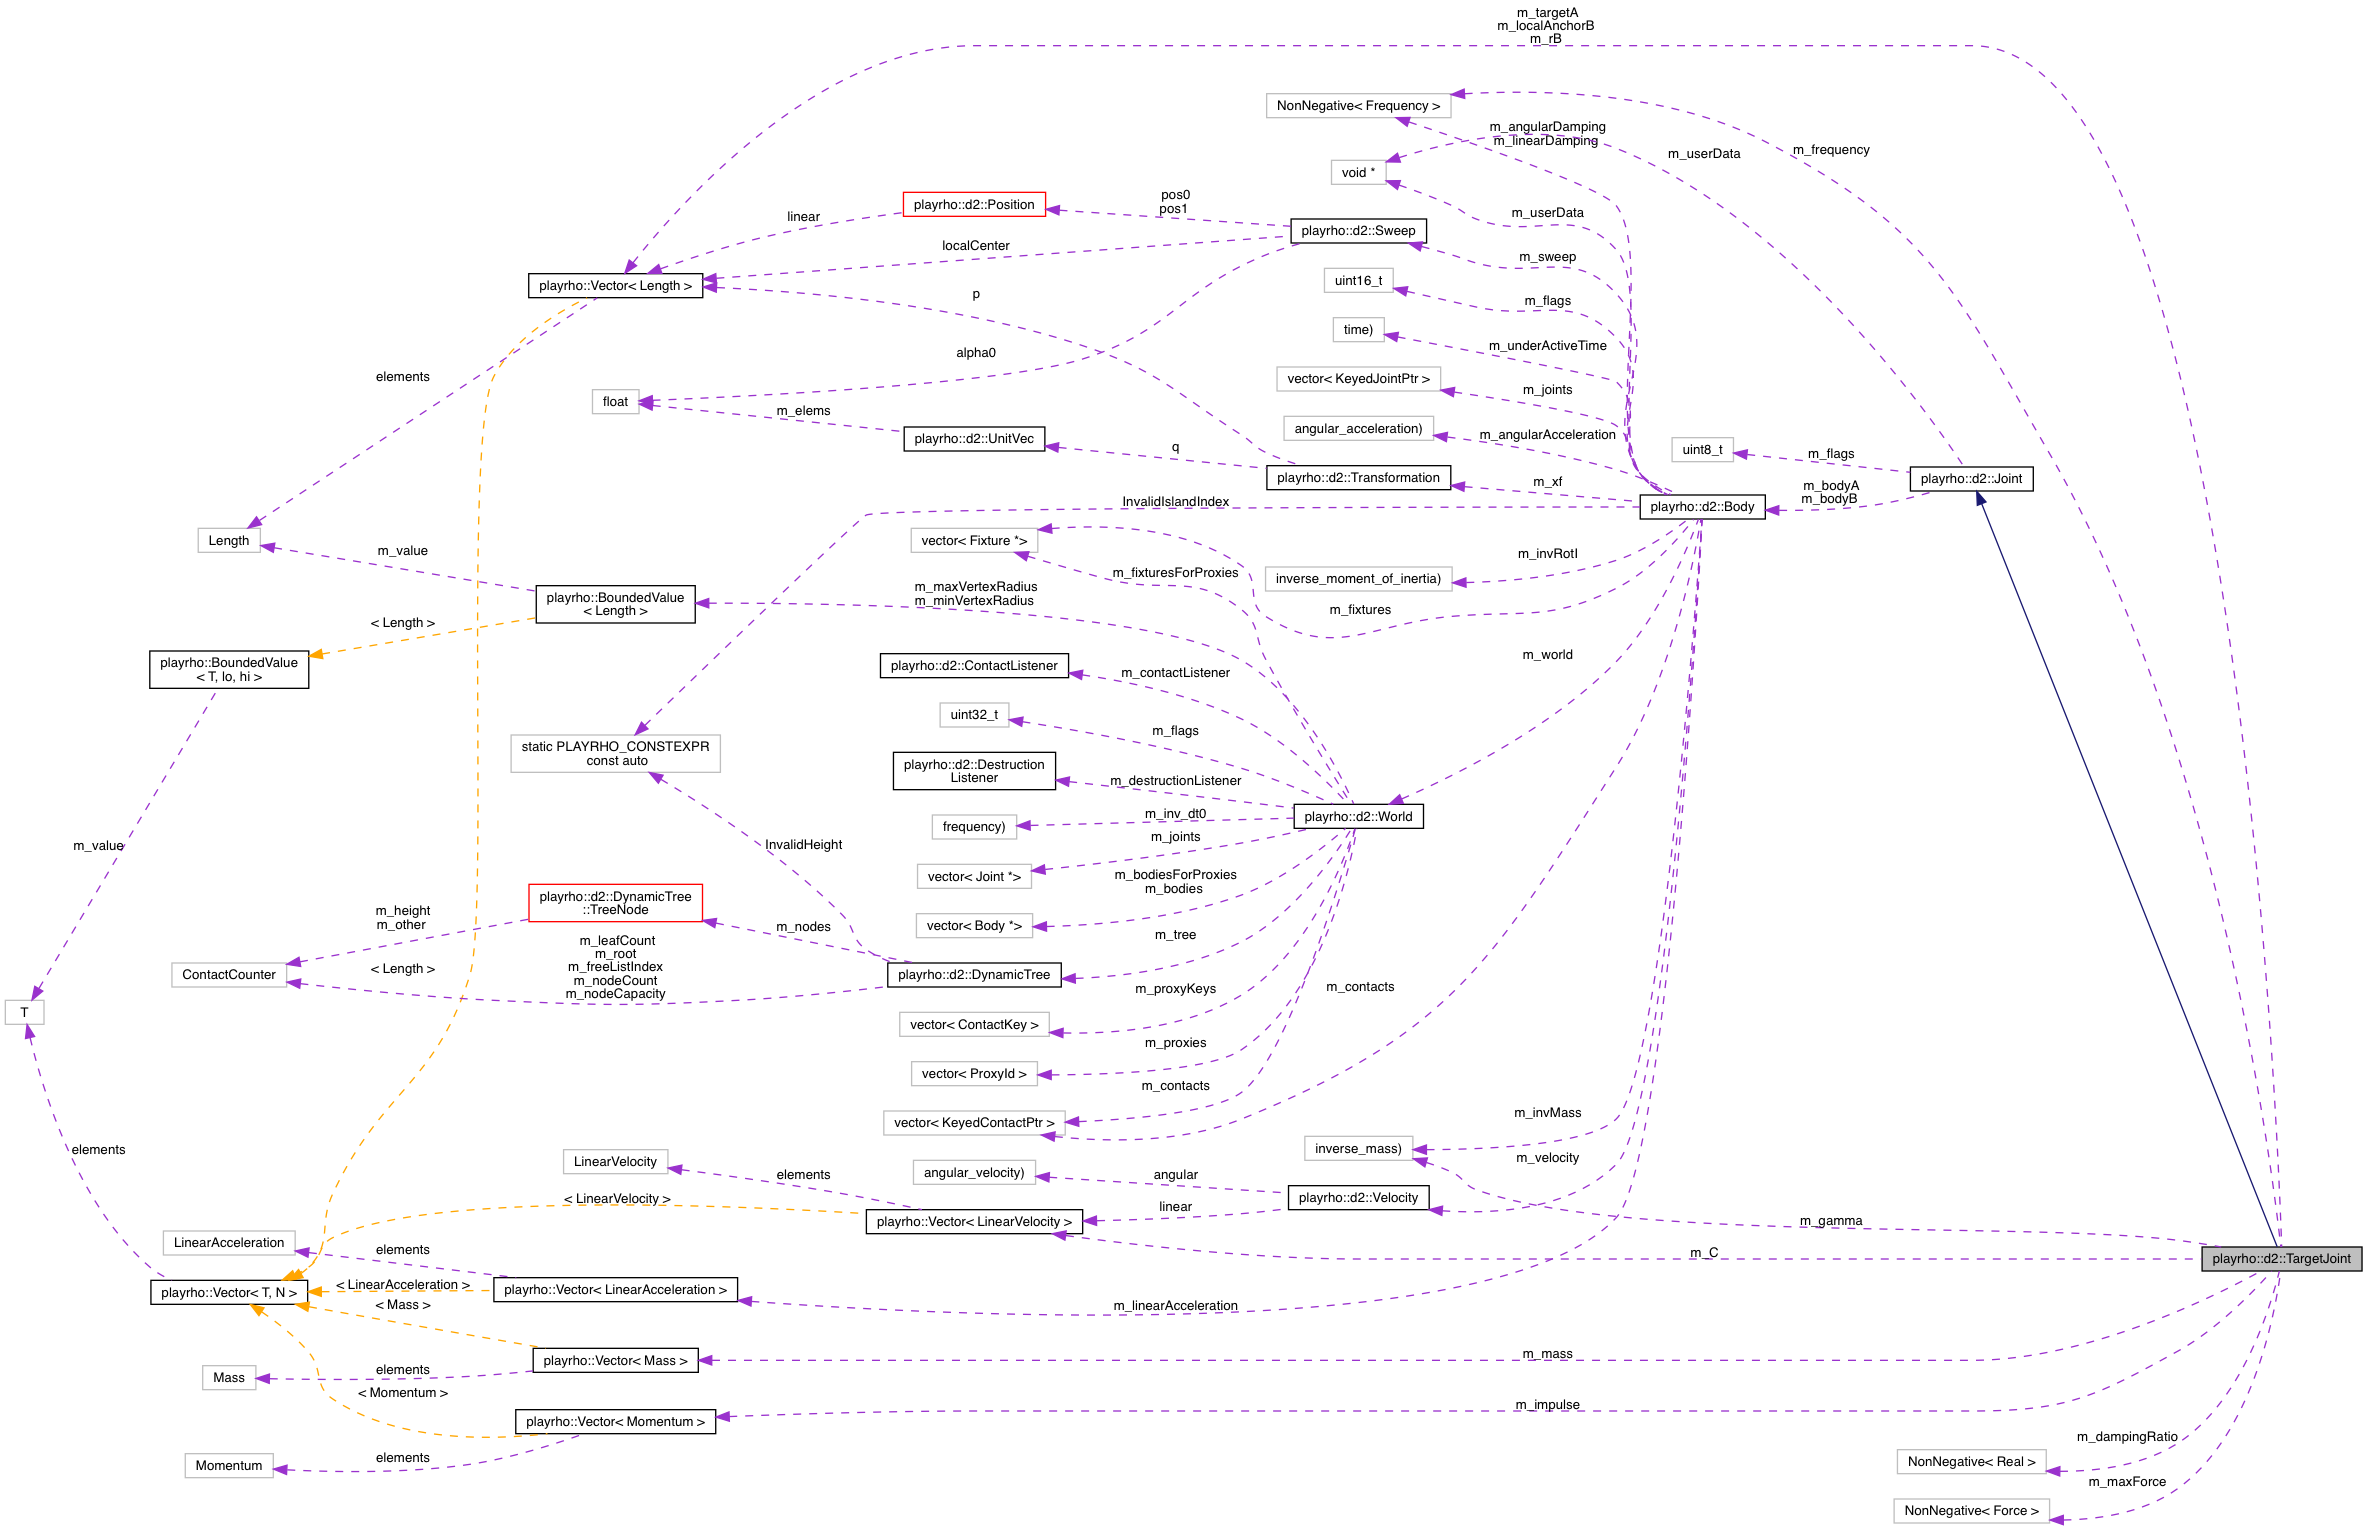 m_targetA
m_localAnchorB
m_rB
NonNegative< Frequency >
m_angularDamping
m_linearDamping
m_userData
m_frequency
void *
playrho::d2::Position
linear
pos0
pos1
m_userData
playrho::d2::Sweep
localCenter
m_sweep
playrho::Vector< Length >
uint16_t
p
m_flags
time)
m_underActiveTime
alpha0
elements
vector< KeyedJointPtr >
m_joints
float
m_elems
angular_acceleration)
m_angularAcceleration
playrho::d2::UnitVec
q
uint8_t
m_flags
playrho::d2::Transformation
m_xf
playrho::d2::Joint
m_bodyA
m_bodyB
InvalidIslandIndex
playrho::d2::Body
Length
vector< Fixture *>
m_value
m_invRotI
m_fixturesForProxies
inverse_moment_of_inertia)
m_maxVertexRadius
m_minVertexRadius
playrho::BoundedValue
< Length >
m_fixtures
< Length >
m_world
playrho::BoundedValue
< T, lo, hi >
playrho::d2::ContactListener
m_contactListener
uint32_t
m_flags
static PLAYRHO_CONSTEXPR
const auto
playrho::d2::Destruction
Listener
m_destructionListener
m_inv_dt0
playrho::d2::World
frequency)
m_joints
m_value
InvalidHeight
vector< Joint *>
m_bodiesForProxies
m_bodies
playrho::d2::DynamicTree
::TreeNode
m_height
m_other
m_nodes
vector< Body *>
m_tree
m_leafCount
m_root
m_freeListIndex
m_nodeCount
m_nodeCapacity
< Length >
ContactCounter
playrho::d2::DynamicTree
m_proxyKeys
m_contacts
T
vector< ContactKey >
m_proxies
vector< ProxyId >
m_contacts
vector< KeyedContactPtr >
m_invMass
inverse_mass)
elements
LinearVelocity
m_velocity
elements
angular_velocity)
angular
< LinearVelocity >
playrho::d2::Velocity
linear
playrho::Vector< LinearVelocity >
m_gamma
LinearAcceleration
elements
m_C
playrho::d2::TargetJoint
< LinearAcceleration >
playrho::Vector< T, N >
playrho::Vector< LinearAcceleration >
< Mass >
m_linearAcceleration
m_mass
playrho::Vector< Mass >
elements
Mass
< Momentum >
m_impulse
playrho::Vector< Momentum >
m_dampingRatio
elements
Momentum
NonNegative< Real >
m_maxForce
NonNegative< Force >